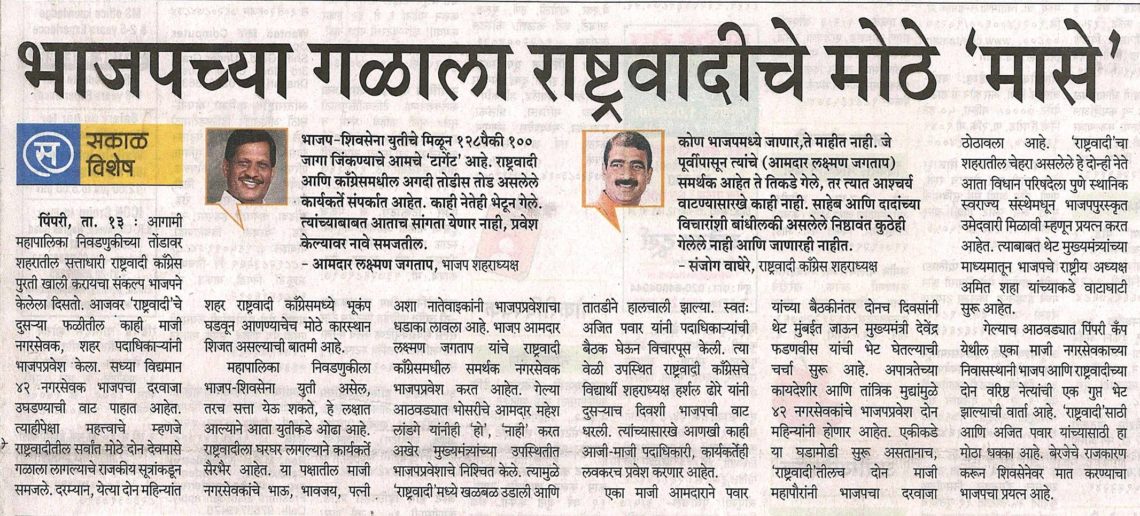 भाजपच्या गळाला राष्ट्रवादीचे मोठे ‘मासे’
स
सकाळ
विशेष
पिंपरी, ता. १३ : आगामी
महापालिका निवडणुकीच्या तोंडावर
शहरातील सत्ताधारी राष्ट्रवादी काँग्रेस
पुरती खाली करायचा संकल्प भाजपने
केलेला दिसतो. आजवर ‘राष्ट्रवादी’चे
दुसऱ्या फळीतील काही माजी
नगरसेवक, शहर पदाधिकाऱ्यांनी
भाजपप्रवेश केला. सध्या विद्यमान
४२ नगरसेवक भाजपचा दरवाजा
उघडण्याची वाट पाहात आहेत.
त्याहीपेक्षा महत्त्वाचे म्हणजे
राष्ट्रवादीतील सर्वांत मोठे दोन देवमासे
गळाला लागल्याचे राजकीय सूत्रांकडून
समजले. दरम्यान, येत्या दोन महिन्यांत
भाजप-शिवसेना युतीचे मिळून १२८पैकी १००
जागा जिंकण्याचे आमचे ‘टार्गेट’ आहे. राष्ट्रवादी
आणि काँग्रेसमधील अगदी तोडीस तोड असलेले
कार्यकर्ते संपर्कात आहेत. काही नेतेही भेटून गेले.
त्यांच्याबाबत आताच सांगता येणार नाही, प्रवेश
केल्यावर नावे समजतील.
- आमदार लक्ष्मण जगताप, भाजप शहराध्यक्ष
कोण भाजपमध्ये जाणार,ते माहीत नाही. जे
पूर्वीपासून त्यांचे (आमदार लक्ष्मण जगताप)
समर्थक आहेत ते तिकडे गेले, तर त्यात आश्चर्य
वाटण्यासारखे काही नाही. साहेब आणि दादांच्या
विचाराशी बांधीलकी असलेले निष्ठावंत कुठेही
गेलेले नाही आणि जाणारही नाहीत.
- संजोग वाघेरे, राष्ट्रवादी काँग्रेस शहराध्यक्ष
शहर राष्ट्रवादी काँग्रेसमध्ये भूकंप
घडवून आणण्याचेच मोठे कारस्थान
शिजत असल्याची बातमी आहे.
महापालिका निवडणुकीला
भाजप-शिवसेना युती असेल,
तरच सत्ता येऊ शकते, हे लक्षात
आल्याने आता युतीकडे ओढा आहे.
राष्ट्रवादीला घरघर लागल्याने कार्यकर्ते
सैरभैर आहेत. या पक्षातील माजी
नगरसेवकांचे भाऊ, भावजय, पत्नी
अशा नातेवाइकांनी भाजपप्रवेशाचा
धडाका लावला आहे. भाजप आमदार
लक्ष्मण जगताप यांचे राष्ट्रवादी
काँग्रेसमधील समर्थक नगरसेवक
भाजपप्रवेश करत आहेत. गेल्या
आठवड्यात भोसरीचे आमदार महेश
लांडगे यांनीही ‘हो’, ‘नाही’ करत
अखेर मुख्यमंत्र्यांच्या उपस्थितीत
भाजपप्रवेशाचे निश्चित केले. त्यामुळे
‘राष्ट्रवादी’मध्ये खळबळ उडाली आणि
तातडीने हालचाली झाल्या. स्वतः
अजित पवार यांनी पदाधिकाऱ्यांची
बैठक घेऊन विचारपूस केली. त्या
वेळी उपस्थित राष्ट्रवादी काँग्रेसचे
विद्यार्थी शहराध्यक्ष हर्शल ढोरे यांनी
दुसऱ्याच दिवशी भाजपची वाट
धरली. त्यांच्यासारखे आणखी काही
आजी-माजी पदाधिकारी, कार्यकर्तेही
लवकरच प्रवेश करणार आहेत.
एका माजी आमदाराने पवार
यांच्या बैठकीनंतर दोनच दिवसांनी
थेट मुंबईत जाऊन मुख्यमंत्री देवेंद्र
फडणवीस यांची भेट घेतल्याची
चर्चा सुरू आहे. अपात्रतेच्या
कायदेशीर आणि तांत्रिक मुद्यांमुळे
४२ नगरसेवकांचे भाजपप्रवेश दोन
महिन्यांनी होणार आहेत. एकीकडे
या घडामोडी सुरू असतानाच,
‘राष्ट्रवादी’तीलच दोन माजी
महापौरांनी भाजपचा दरवाजा
ठोठावला आहे. ‘राष्ट्रवादी’चा
शहरातील चेहरा असलेले हे दोन्ही नेते
आता विधान परिषदेला पुणे स्थानिक
स्वराज्य संस्थेमधून भाजपपुरस्कृत
उमेदवारी मिळावी म्हणून प्रयत्न करत
आहेत. त्याबाबत थेट मुख्यमंत्र्यांच्या
माध्यमातून भाजपचे राष्ट्रीय अध्यक्ष
अमित शहा यांच्याकडे वाटाघाटी
सुरू आहेत.
गेल्याच आठवड्यात पिंपरी कँप
येथील एका माजी नगरसेवकाच्या
निवासस्थानी भाजप आणि राष्ट्रवादीच्या
दोन वरिष्ठ नेत्यांची एक गुप्त भेट
झाल्याची वार्ता आहे. ‘राष्ट्रवादी’साठी
आणि अजित पवार यांच्यासाठी हा
मोठा धक्का आहे. बेरजेचे राजकारण
करून शिवसेनेवर मात करण्याचा
भाजपचा प्रयत्न आहे.